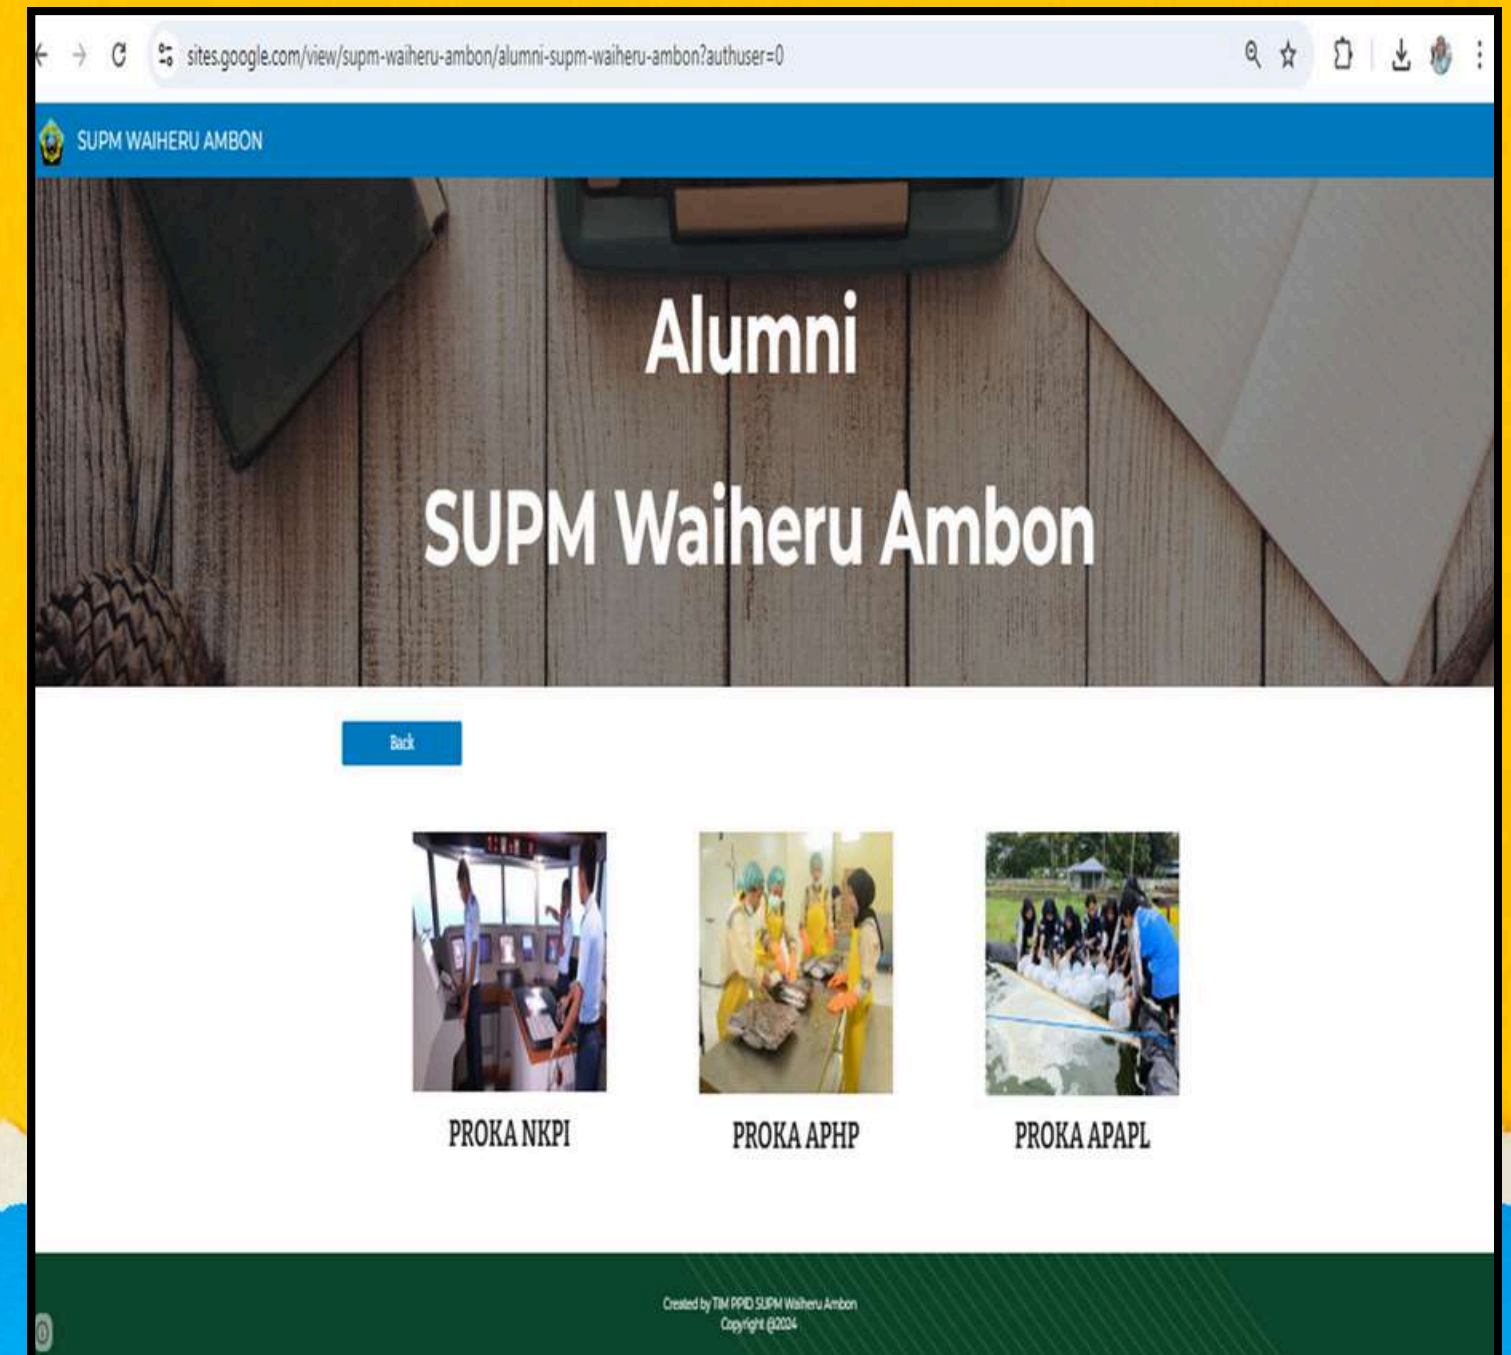 sites.google.com/view/supm-waiheru-ambon/alumni-supm-waiheru-ambon?authuser=0
SUPM WAIHERU AMBON
Alumni
SUPM Waiheru Ambon
Back
PROKA NKPI
PROKA APHP
PROKA APAPL
Created by TIM PPID SUPM Waiheru Ambon
Copyright @2024